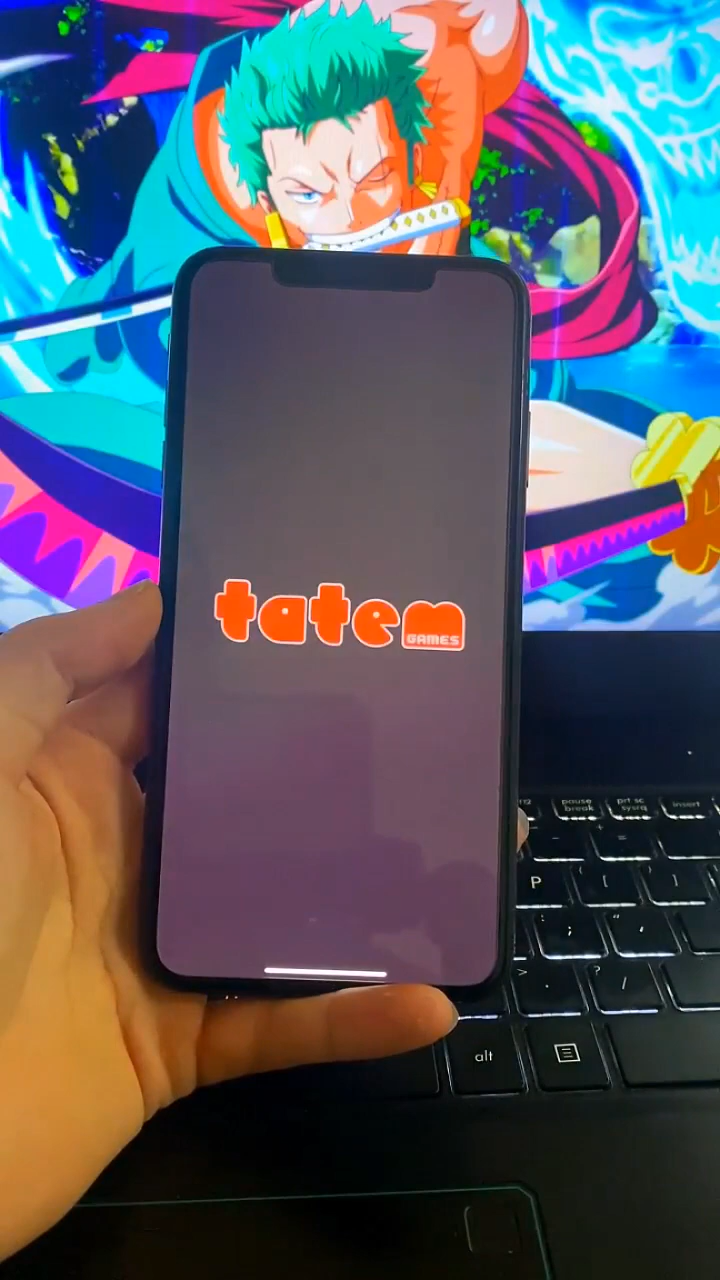 tatem
GAMES
pause
break
prt sc
sysrq
insert
-
=
P
{
[
}
]
:
;
"
'
>
.
?
/
alt